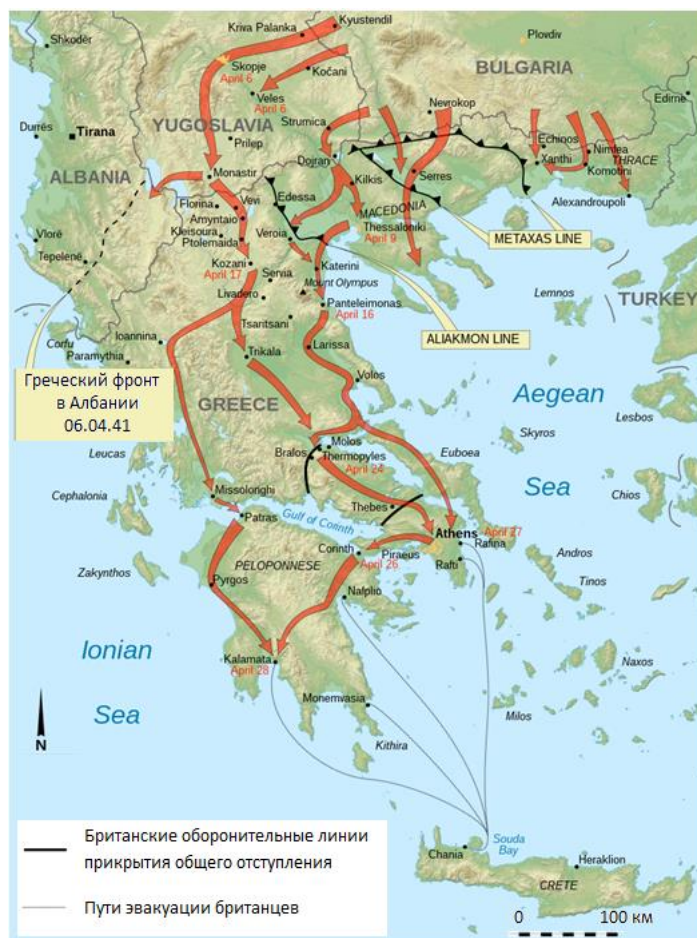 Shkodër
Kriva Palanka
Kyustendil
Plovdiv
Skopje
April 6
Kočani
BULGARIA
Veles
April 6
Nevrokop
Edirne
Durrës
Tirana
YUGOSLAVIA
Strumica
Echinos
Nimfea
Prilep
Dojran
Xanthi
THRACE
Komotini
ALBANIA
Monastir
Serres
Kilkis
Alexandroupoli
Florina
Vevi
Edessa
MACEDONIA
Amyntaio
Thessaloniki
METAXAS LINE
Vlorë
Kleisoura
Veroia
April 9
Ptolemaida
Tepelenë
Kozani
Katerini
April 17
Servia
Mount Olympus
Lemnos
TURKEY
Livadero
Panteleimonas
Tsaritsani
April 16
Corfu
Ioannina
ALIAKMON LINE
Paramythia
Larissa
Trikala
Греческий фронт
в Албании
06.04.41
Volos
Aegean
GREECE
Lesbos
Skyros
Leucas
Molos
Bralos
Thermopyles
Euboea
April 24
Sea
Chios
Cephalonia
Missolonghi
Thebes
Patras
Gulf of Corinth
Athens
April 27
Rafina
Corinth
Piraeus
Andros
Zakynthos
PELOPONNESE
April 26
Rafti
Tinos
Pyrgos
Nafplio
Ionian
Kalamata
Naxos
April 28
Sea
Monemvasia
Milos
N
Kithira
Британские оборонительные линии
прикрытия общего отступления
Souda
Bay
Chania
Heraklion
Пути эвакуации британцев
CRETE
0 100 км